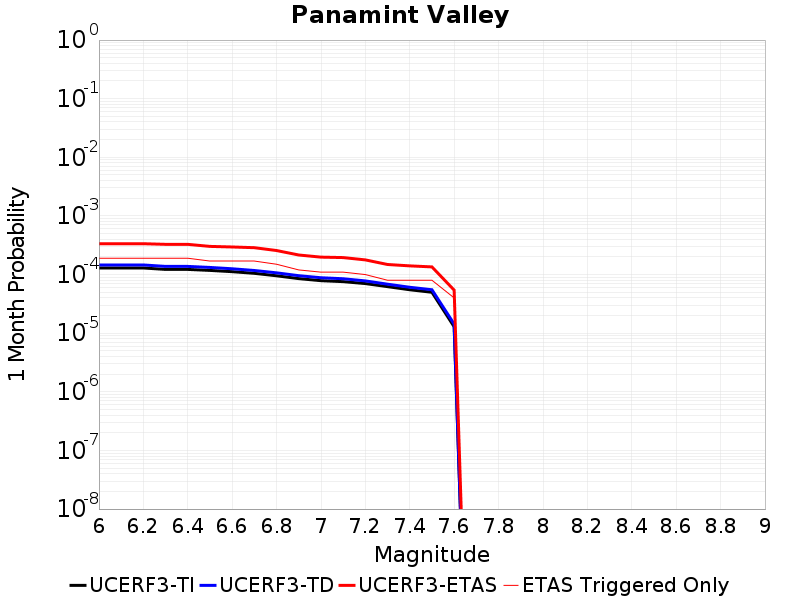 Panamint Valley
10^0
10^-1
10^-2
10^-3
10^-4
10^-5
10^-6
10^-7
10^-8
1 Month Probability
6 6.2 6.4 6.6 6.8 7 7.2 7.4 7.6 7.8 8 8.2 8.4 8.6 8.8 9
Magnitude
UCERF3-TI UCERF3-TD UCERF3-ETAS ETAS Triggered Only